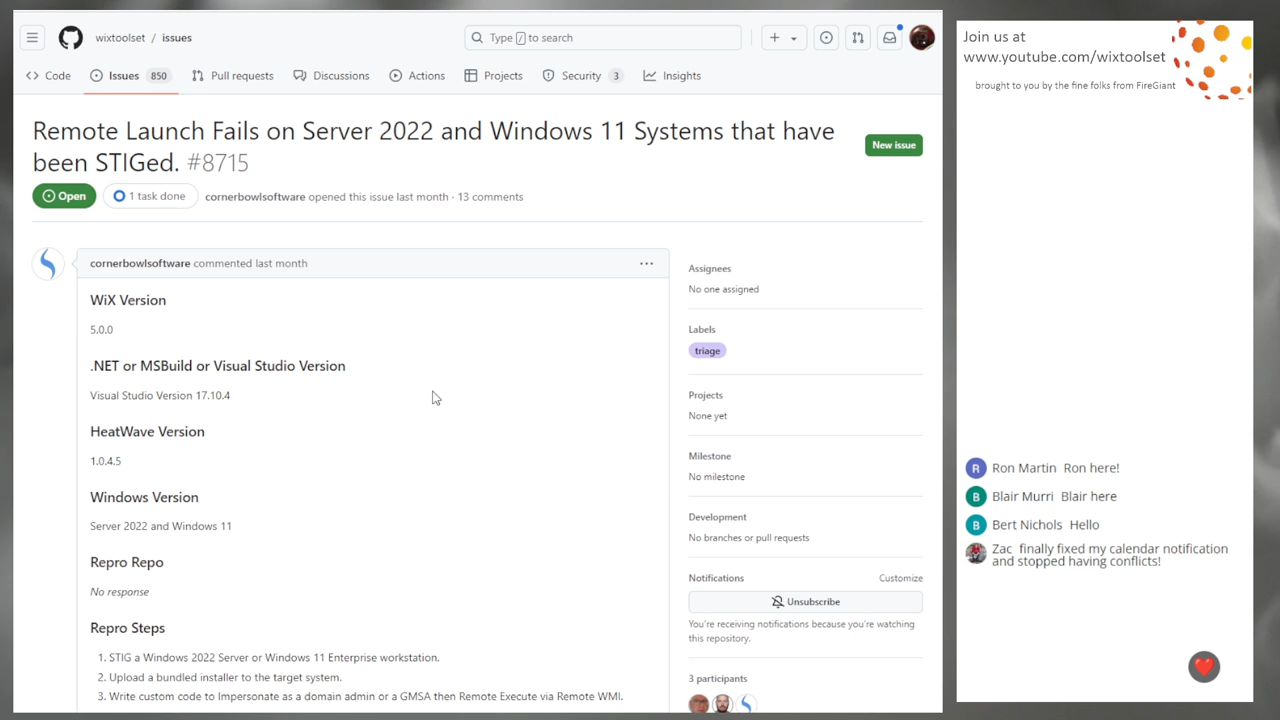 wixtoolset / issues
Type / to search
Code
Issues 850
Pull requests
Discussions
Actions
Projects
Security 3
Insights
Remote Launch Fails on Server 2022 and Windows 11 Systems that have
been STIGed. #8715
New issue
Open
1 task done
cornerbowlsoftware opened this issue last month · 13 comments
cornerbowlsoftware commented last month
WiX Version
5.0.0
.NET or MSBuild or Visual Studio Version
Visual Studio Version 17.10.4
HeatWave Version
1.0.4.5
Windows Version
Server 2022 and Windows 11
Repro Repo
No response
Repro Steps
1. STIG a Windows 2022 Server or Windows 11 Enterprise workstation.
2. Upload a bundled installer to the target system.
3. Write custom code to Impersonate as a domain admin or a GMSA then Remote Execute via Remote WMI.
Assignees
No one assigned
Labels
triage
Projects
None yet
Milestone
No milestone
Development
No branches or pull requests
Notifications
Customize
Unsubscribe
You're receiving notifications because you're watching
this repository.
3 participants
Join us at
www.youtube.com/wixtoolset
brought to you by the fine folks from FireGiant
R Ron Martin Ron here!
B Blair Murri Blair here
B Bert Nichols Hello
Zac finally fixed my calendar notification
and stopped having conflicts!